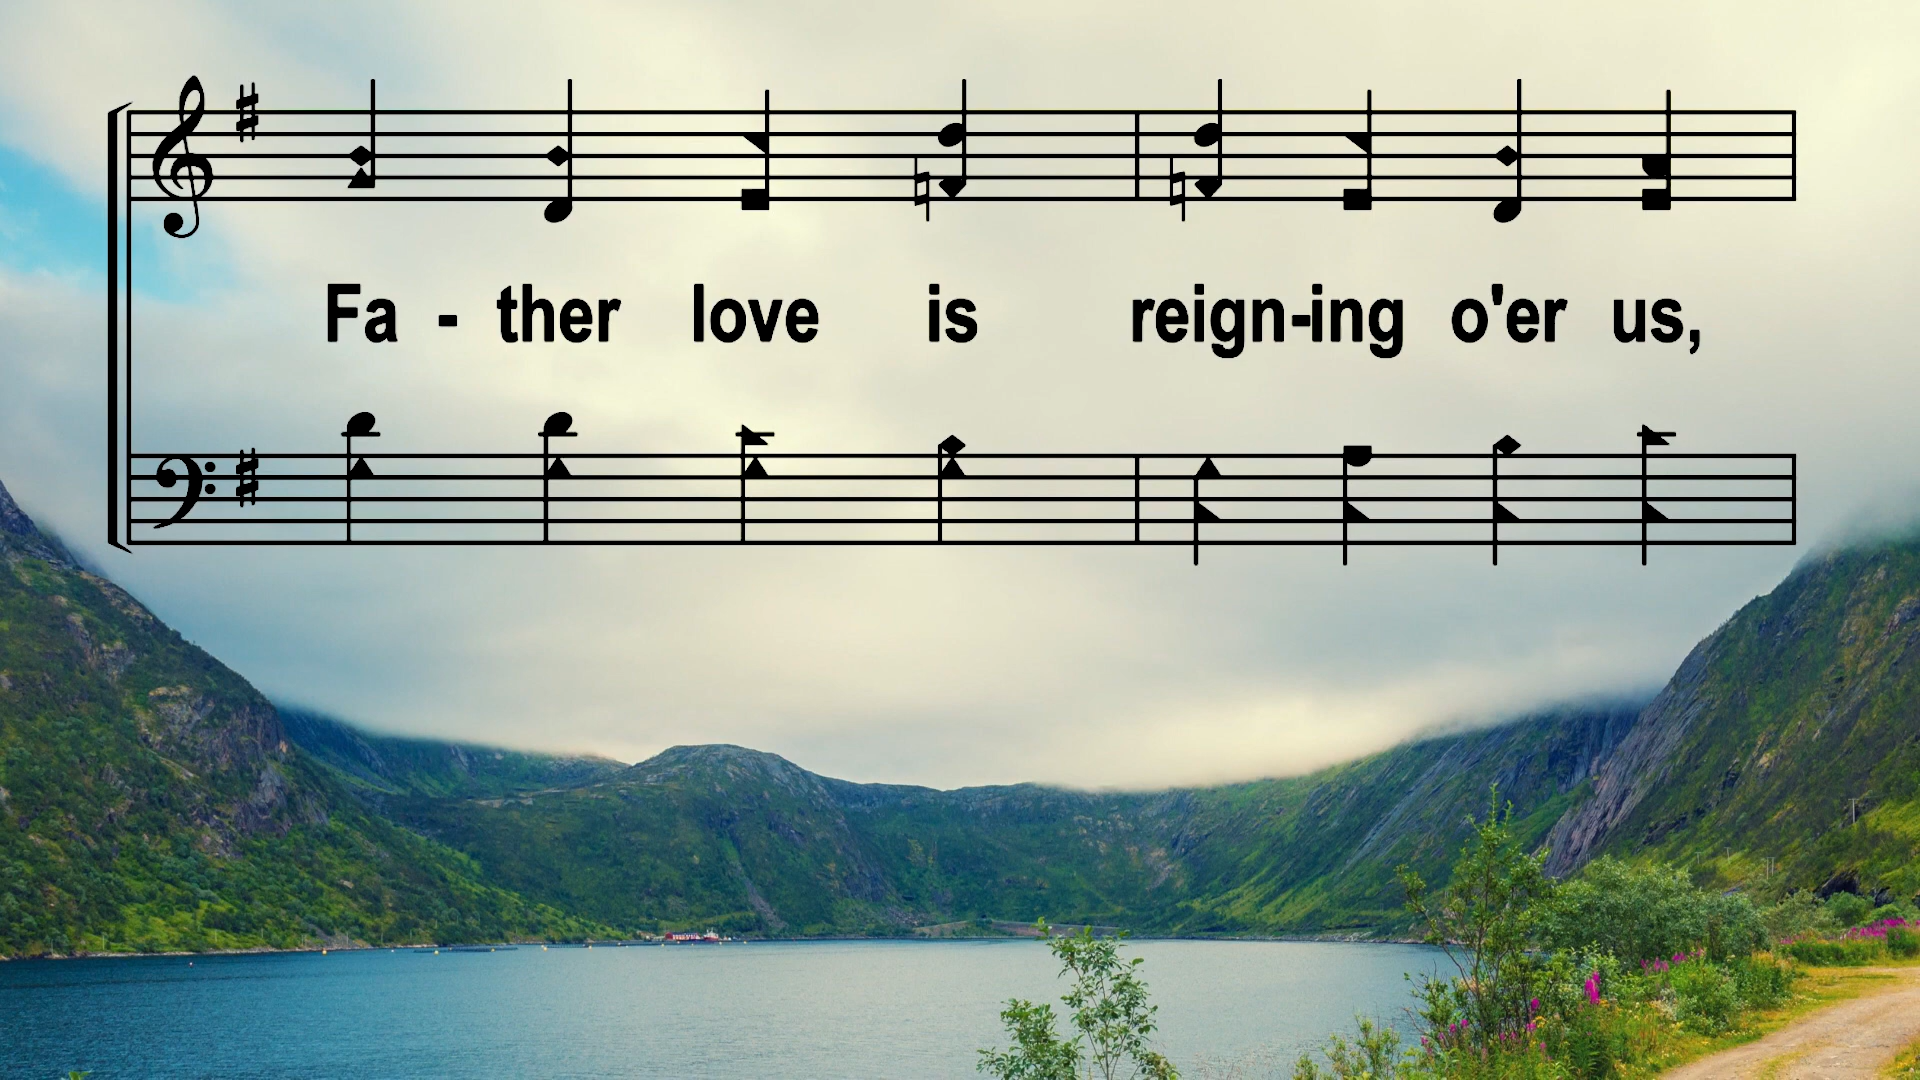 Fa - ther love is reign-ing o'er us,